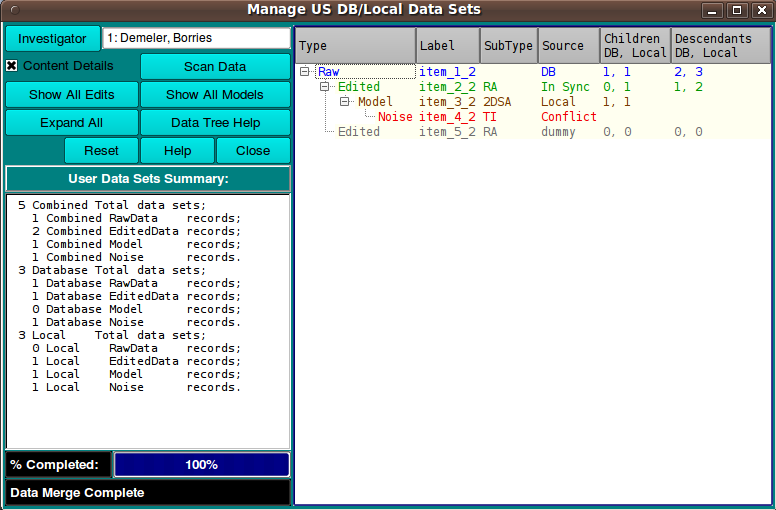 Manage US DB/Local Data Sets
Investigator
1: Demeler, Borries
Content Details
Scan Data
Show All Edits
Show All Models
Expand All
Data Tree Help
Reset
Help
Close
User Data Sets Summary:
5 Combined Total data sets;
1 Combined RawData records;
2 Combined EditedData records;
1 Combined Model records;
1 Combined Noise records.
3 Database Total data sets;
1 Database RawData records;
1 Database EditedData records;
0 Database Model records;
1 Database Noise records.
3 Local Total data sets;
0 Local RawData records;
1 Local EditedData records;
1 Local Model records;
1 Local Noise records.
% Completed:
100%
Data Merge Complete
Type Label SubType Source Children DB, Local Descendants DB, Local
Raw item_1_2 DB 1, 1 2, 3
Edited item_2_2 RA In Sync 0, 1 1, 2
Model item_3_2 2DSA Local 1, 1
Noise item_4_2 TI Conflict
Edited item_5_2 RA dummy 0, 0 0, 0